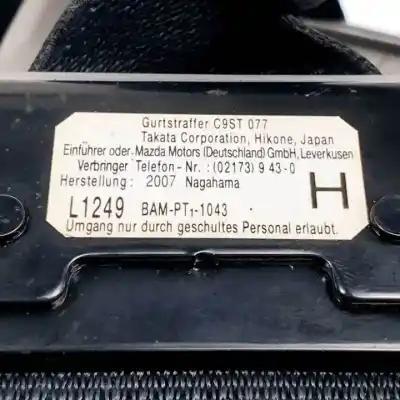 Gurtstraffer C9ST 077
Takata Corporation, Hikone, Japan
Einführer oder Mazda Motors (Deutschland) GmbH, Leverkusen
Verbringer Telefon - Nr. : (02173) 9 43-0
Herstellung : 2007 Nagahama
H
L1249 BAM-PT1-1043
Umgang nur durch geschultes Personal erlaubt.